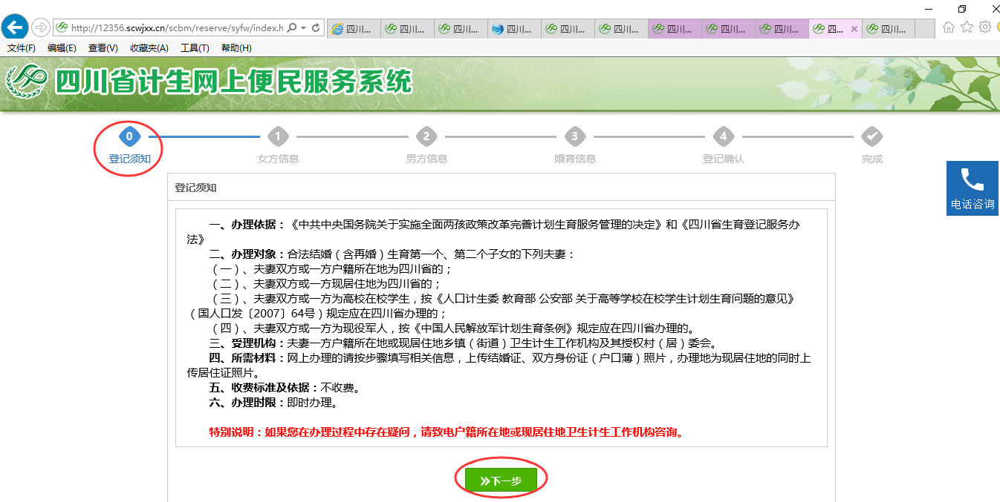 http://12356.scwjxx.cn/scbm/reserve/syfw/index.h
四川... 四川... 四川... 四川... 四川... 四川... 四川... 四川... 四川... 四... 四川...
文件(F) 编辑(E) 查看(V) 收藏夹(A) 工具(T) 帮助(H)
四川省计生网上便民服务系统
0 1 2 3 4
登记须知 女方信息 男方信息 婚育信息 登记确认 完成
电话咨询
登记须知
一、办理依据：《中共中央国务院关于实施全面两孩政策改革完善计划生育服务管理的决定》和《四川省生育登记服务办
法》
二、办理对象：合法结婚（含再婚）生育第一个、第二个子女的下列夫妻：
（一）、夫妻双方或一方户籍所在地为四川省的；
（二）、夫妻双方或一方现居住地为四川省的；
（三）、夫妻双方或一方为高校在校学生，按《人口计生委 教育部 公安部 关于高等学校在校学生计划生育问题的意见》
（国人口发〔2007〕64号）规定应在四川省办理的；
（四）、夫妻双方或一方为现役军人，按《中国人民解放军计划生育条例》规定应在四川省办理的。
三、受理机构：夫妻一方户籍所在地或现居住地乡镇（街道）卫生计生工作机构及其授权村（居）委会。
四、所需材料：网上办理的请按步骤填写相关信息，上传结婚证、双方身份证（户口薄）照片，办理地为现居住地的同时上
传居住证照片。
五、收费标准及依据：不收费。
六、办理时限：即时办理。
特别说明：如果您在办理过程中存在疑问，请致电户籍所在地或现居住地卫生计生工作机构咨询。
下一步